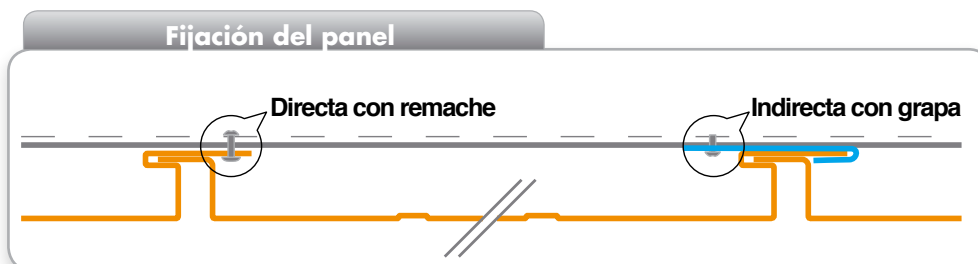 Fijación del panel
Directa con remache
Indirecta con grapa